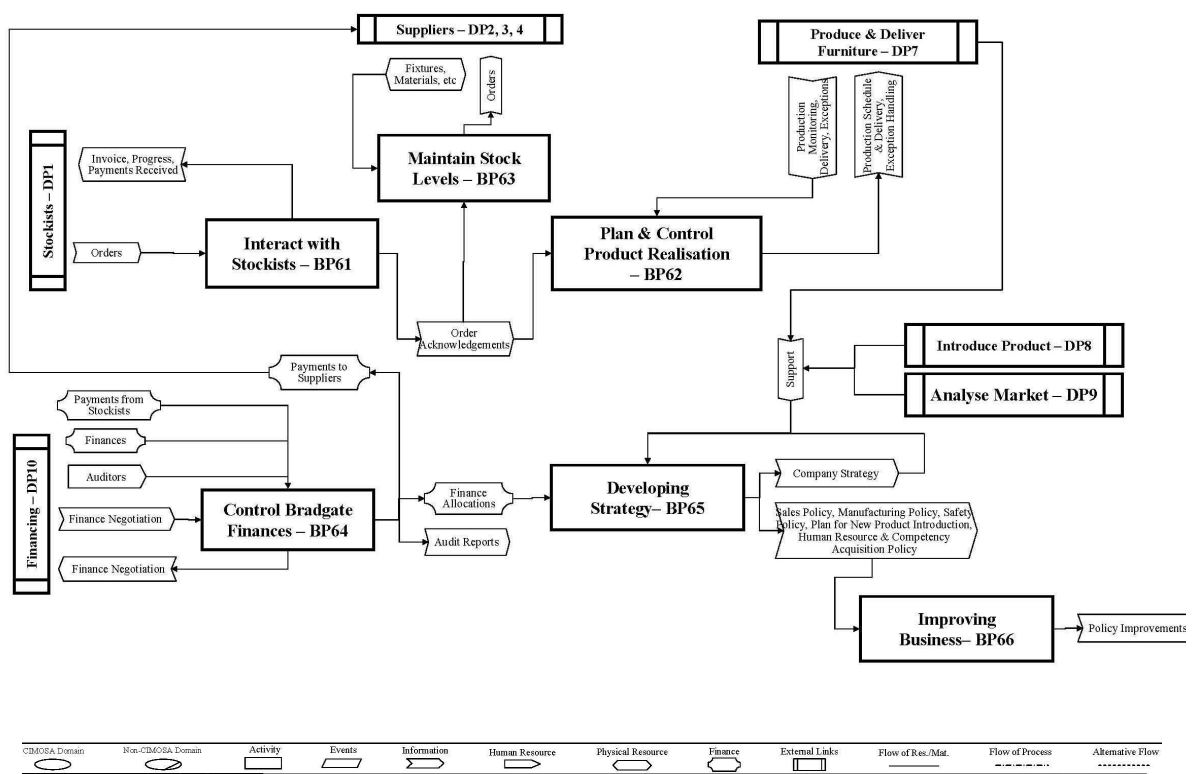 Suppliers – DP2, 3, 4
Produce & Deliver
Furniture – DP7
Fixtures,
Materials, etc
Orders
Production
Monitoring,
Delivery, Exceptions
Production Schedule
& Delivery,
Exception Handling
Stockists – DP1
Invoice, Progress,
Payments Received
Maintain Stock
Levels – BP63
Orders
Interact with
Stockists – BP61
Plan & Control
Product Realisation
– BP62
Order
Acknowledgements
Support
Introduce Product – DP8
Analyse Market – DP9
Payments to
Suppliers
Payments from
Stockists
Finances
Auditors
Financing – DP10
Finance Negotiation
Finance Negotiation
Control Bradgate
Finances – BP64
Finance
Allocations
Audit Reports
Developing
Strategy– BP65
Company Strategy
Sales Policy, Manufacturing Policy, Safety
Policy, Plan for New Product Introduction,
Human Resource & Competency
Acquisition Policy
Improving
Business– BP66
Policy Improvements
CIMOSA Domain
Non-CIMOSA Domain
Activity
Events
Information
Human Resource
Physical Resource
Finance
External Links
Flow of Res./Mat.
Flow of Process
Alternative Flow